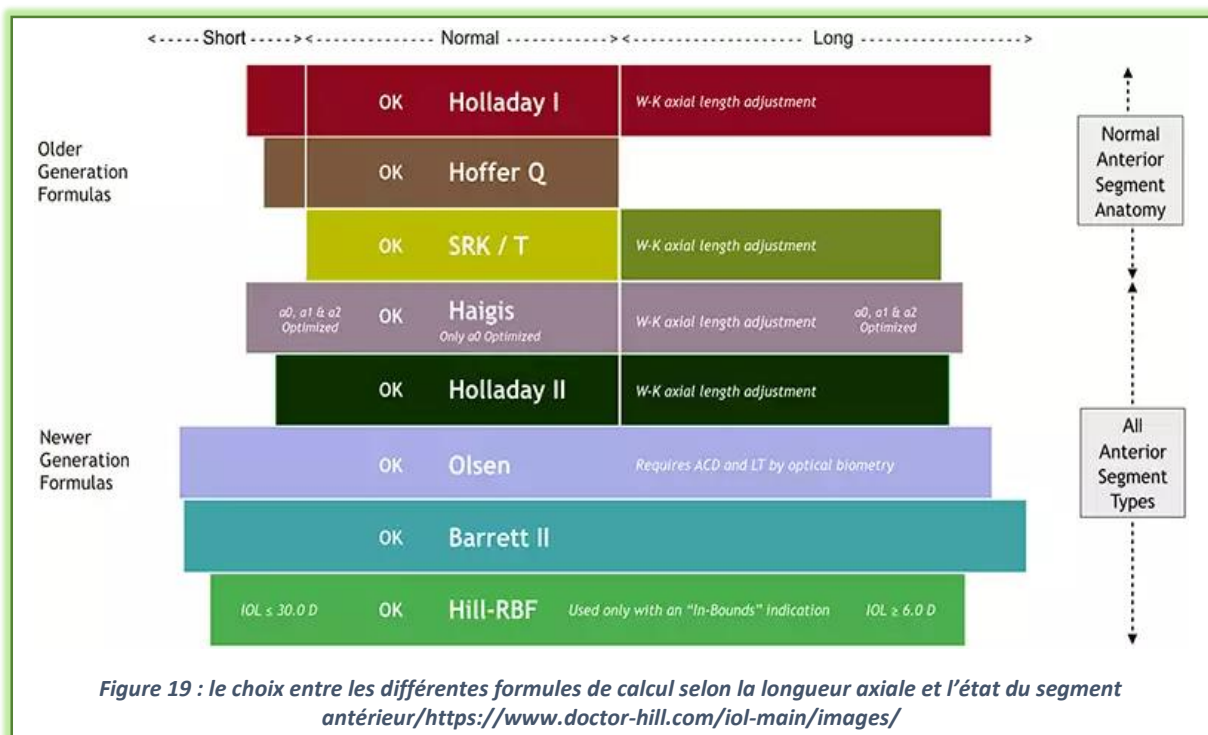 <----- Short -----><------------- Normal -----------><------------------ Long ------------------>
OK Holladay I W-K axial length adjustment
Older
Generation
Formulas
OK Hoffer Q
OK SRK / T W-K axial length adjustment
a0, a1 & a2
Optimized
OK Haigis
Only a0 Optimized
W-K axial length adjustment
a0, a1 & a2
Optimized
OK Holladay II W-K axial length adjustment
Newer
Generation
Formulas
OK Olsen Requires ACD and LT by optical biometry
OK Barrett II
IOL ≤ 30.0 D OK Hill-RBF Used only with an “In-Bounds” indication IOL ≥ 6.0 D
Normal
Anterior
Segment
Anatomy
All
Anterior
Segment
Types
Figure 19 : le choix entre les différentes formules de calcul selon la longueur axiale et l’état du segment
antérieur/https://www.doctor-hill.com/iol-main/images/